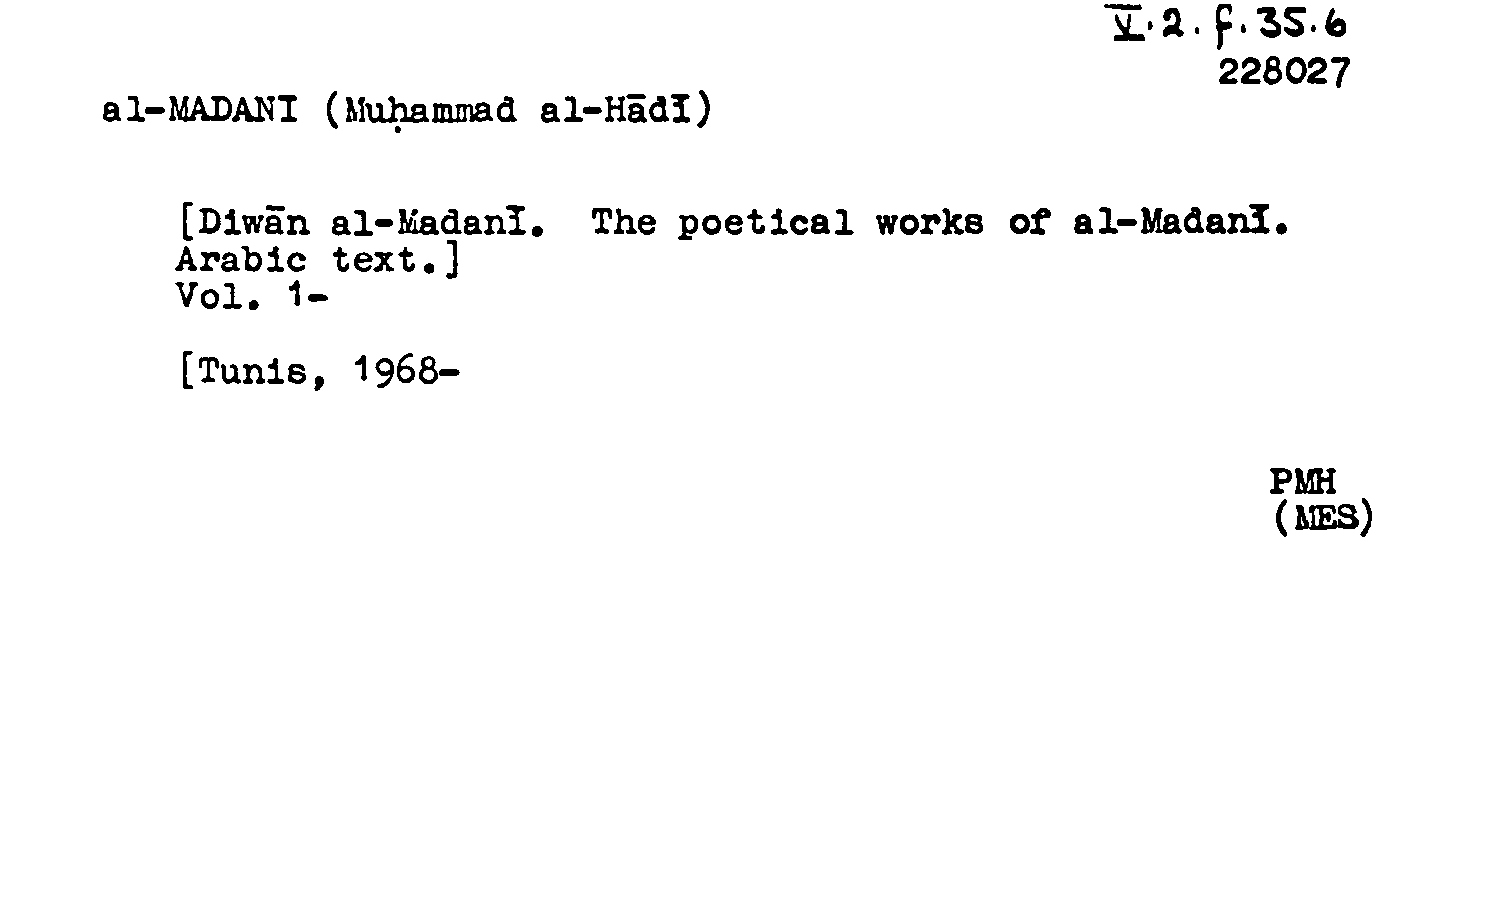 V.2.f.35.6
228027
al-MADANI (Muḥammad al-Hādī)
[Diwān al-Madanī. The poetical works of al-Madanī.
Arabic text.]
Vol. 1-
[Tunis, 1968-
PMH
(MES)